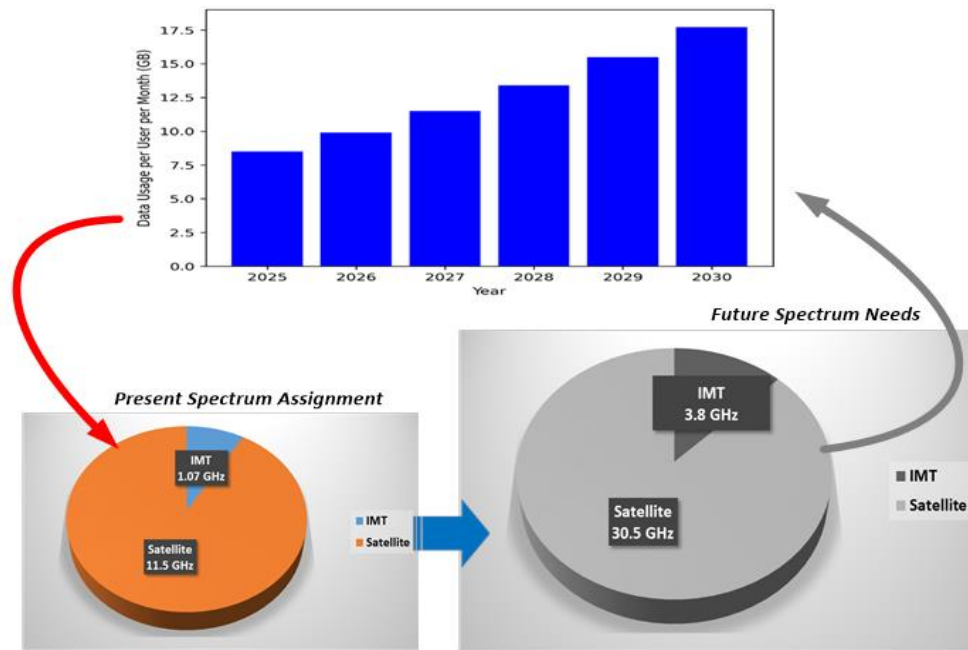 Data Usage per User per Month (GB)
17.5
15.0
12.5
10.0
7.5
5.0
2.5
0.0
2025 2026 2027 2028 2029 2030
Year
Future Spectrum Needs
IMT
3.8 GHz
Satellite
30.5 GHz
IMT
Satellite
Present Spectrum Assignment
IMT
1.07 GHz
Satellite
11.5 GHz
IMT
Satellite